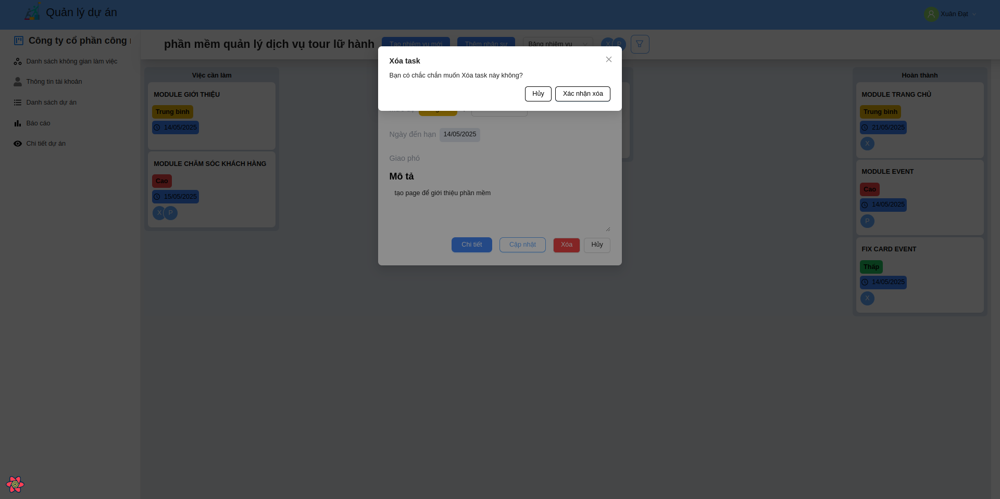 Quản lý dự án
Xuân Đạt
Công ty cổ phần công
Danh sách không gian làm việc
Thông tin tài khoản
Danh sách dự án
Báo cáo
Chi tiết dự án
phần mềm quản lý dịch vụ tour lữ hành
Tạo nhiệm vụ mới
Thêm nhân sự
Bảng nhiệm vụ
X
P
Việc cần làm
MODULE GIỚI THIỆU
Trung bình
14/05/2025
MODULE CHĂM SÓC KHÁCH HÀNG
Cao
15/05/2025
X
P
Xóa task
Bạn có chắc chắn muốn Xóa task này không?
Hủy
Xác nhận xóa
Ngày đến hạn
14/05/2025
Giao phó
Mô tả
tạo page để giới thiệu phần mềm
Chi tiết
Cập nhật
Xóa
Hủy
Hoàn thành
MODULE TRANG CHỦ
Trung bình
21/05/2025
X
MODULE EVENT
Cao
14/05/2025
P
FIX CARD EVENT
Thấp
14/05/2025
X